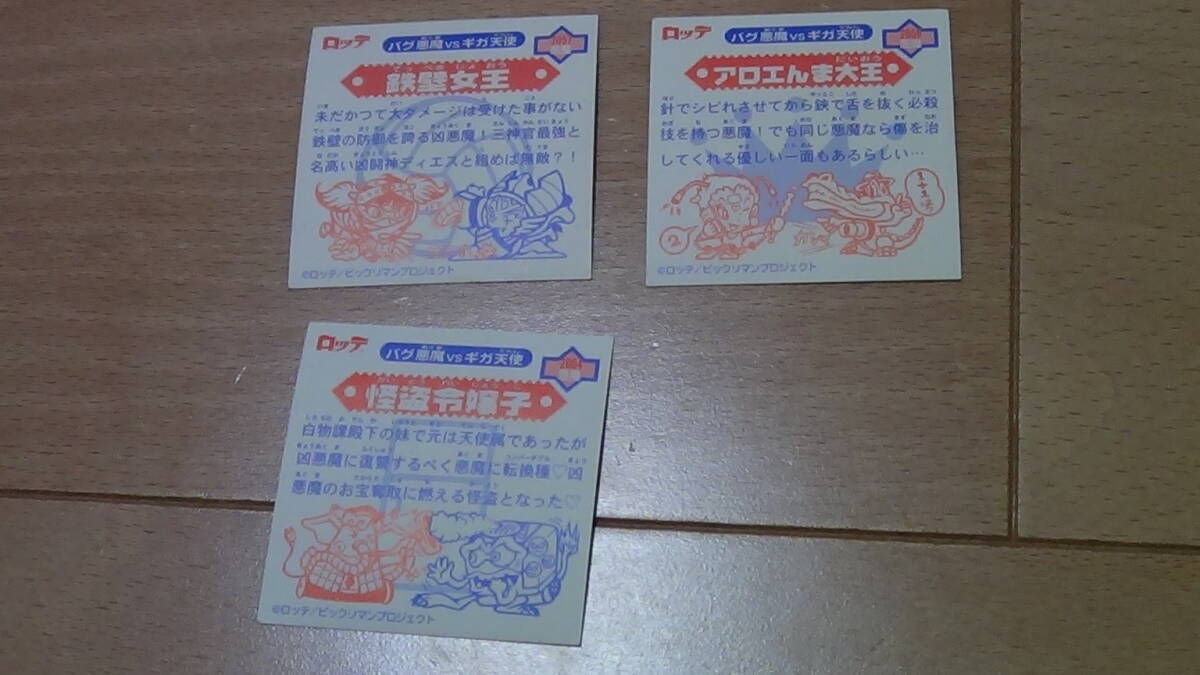 ロッテ
バグ悪魔vsギガ天使
2057
鉄壁女王
未だかつて大ダメージは受けた事がない
鉄壁の防御を誇る凶悪魔！三神官最強と
名高い凶闘神ディエスと組めば無敵？！
©ロッテ/ビックリマンプロジェクト
ロッテ
バグ悪魔vsギガ天使
アロエんま大王
針でシビれさせてから鋏で舌を抜く必殺
技を持つ悪魔！でも同じ悪魔なら傷を治
してくれる優しい一面もあるらしい…
©ロッテ/ビックリマンプロジェクト
ロッテ
バグ悪魔vsギガ天使
2064
怪盗令嬢子
白物課殿下の妹で元は天使属であったが
凶悪魔に復讐するべく悪魔に転換種♡凶
悪魔のお宝奪取に燃える怪盗となった♡
©ロッテ/ビックリマンプロジェクト